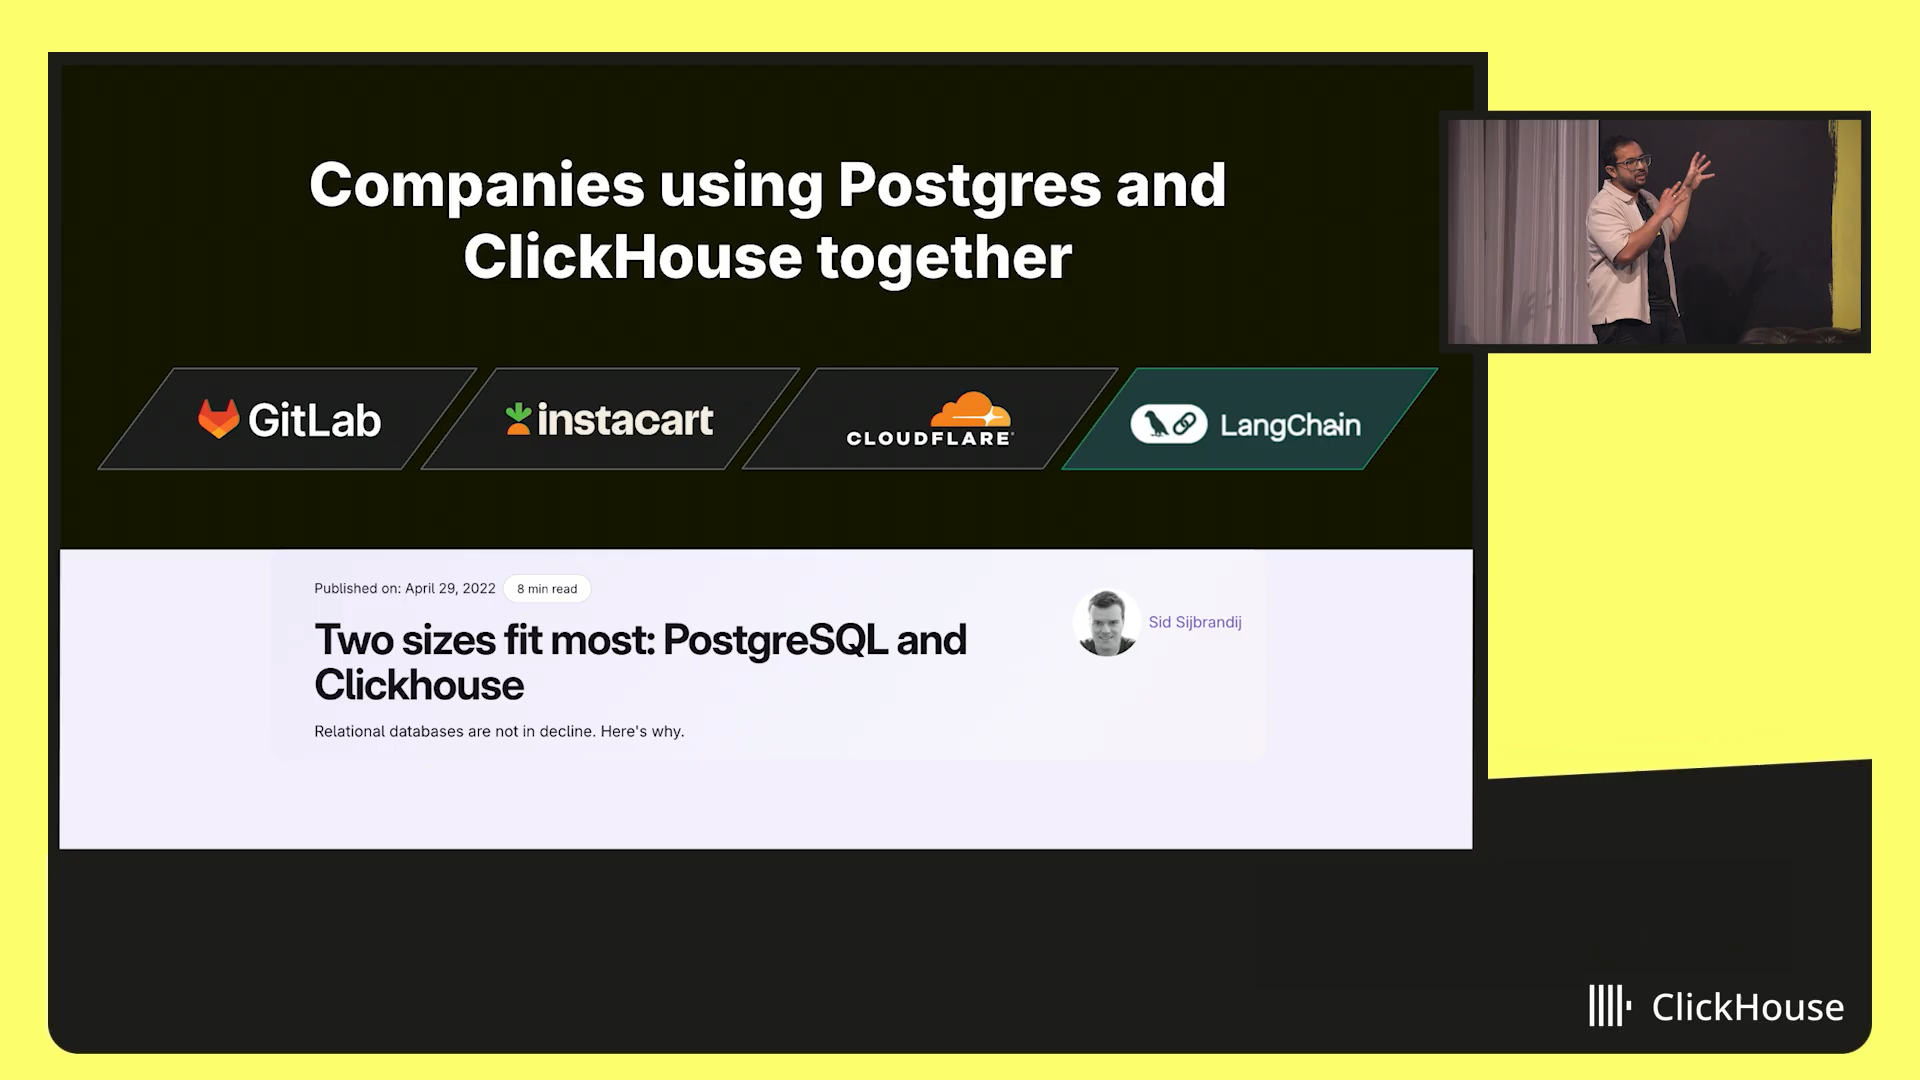 Companies using Postgres and
ClickHouse together
GitLab
instacart
CLOUDFLARE
LangChain
Published on: April 29, 2022
8 min read
Two sizes fit most: PostgreSQL and
Clickhouse
Sid Sijbrandij
Relational databases are not in decline. Here's why.
ClickHouse